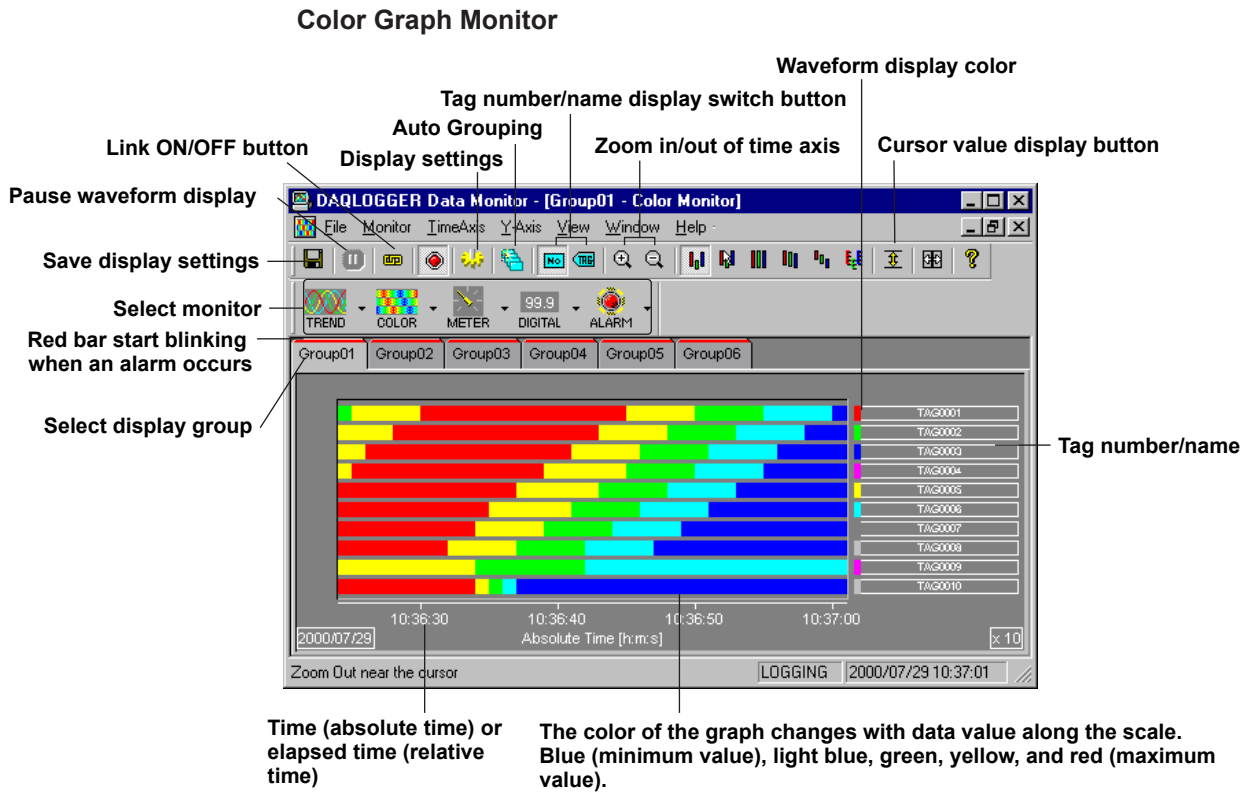 Color Graph Monitor
Waveform display color
Tag number/name display switch button
Auto Grouping
Zoom in/out of time axis
Cursor value display button
Link ON/OFF button
Display settings
Pause waveform display
DAQLOGGER Data Monitor - [Group01 - Color Monitor]
File Monitor TimeAxis Y-Axis View Window Help
Save display settings
No TAG
Select monitor
99.9
TREND COLOR METER DIGITAL ALARM
Red bar start blinking
when an alarm occurs
Group01 Group02 Group03 Group04 Group05 Group06
Select display group
TAG0001
TAG0002
TAG0003
Tag number/name
TAG0004
TAG0005
TAG0006
TAG0007
TAG0008
TAG0009
TAG0010
10:36:30 10:36:40 10:36:50 10:37:00
2000/07/29 Absolute Time [h:m:s] x 10
Zoom Out near the cursor LOGGING 2000/07/29 10:37:01
Time (absolute time) or
elapsed time (relative
time)
The color of the graph changes with data value along the scale.
Blue (minimum value), light blue, green, yellow, and red (maximum
value).